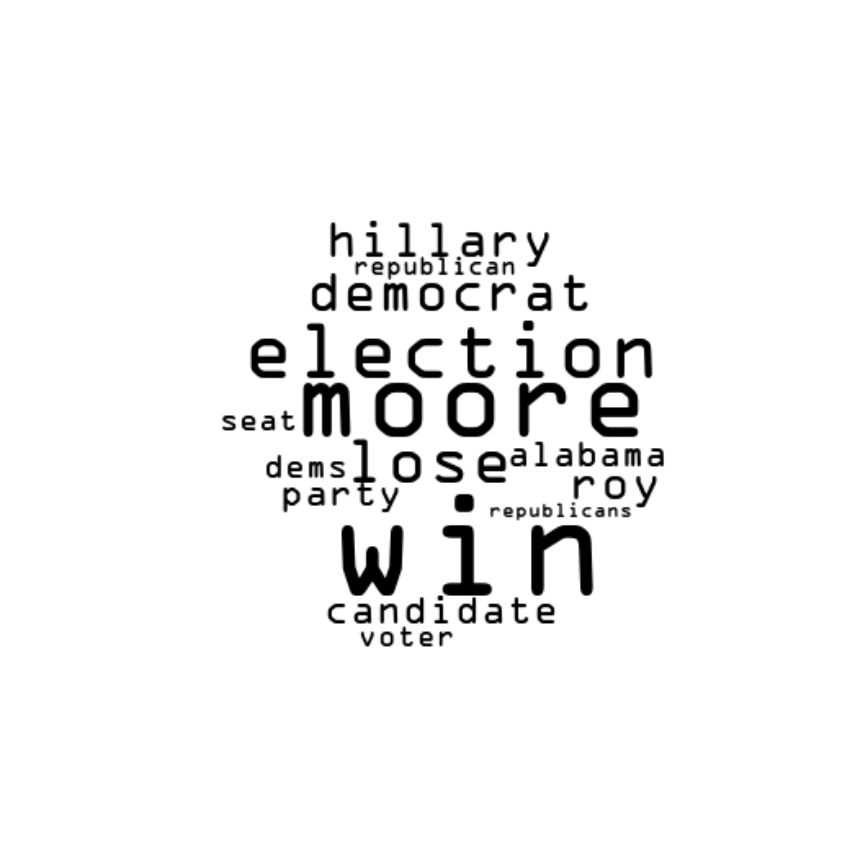 hillary
republican
democrat
election
seat moore
dems lose alabama
party roy
republicans
win
candidate
voter